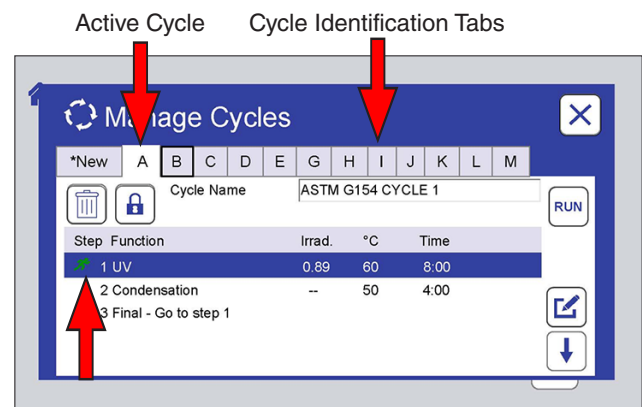 Active Cycle Cycle Identification Tabs
Manage Cycles
*New A B C D E G H I J K L M
Cycle Name ASTM G154 CYCLE 1
RUN
Step Function Irrad. °C Time
1 UV 0.89 60 8:00
2 Condensation -- 50 4:00
3 Final - Go to step 1